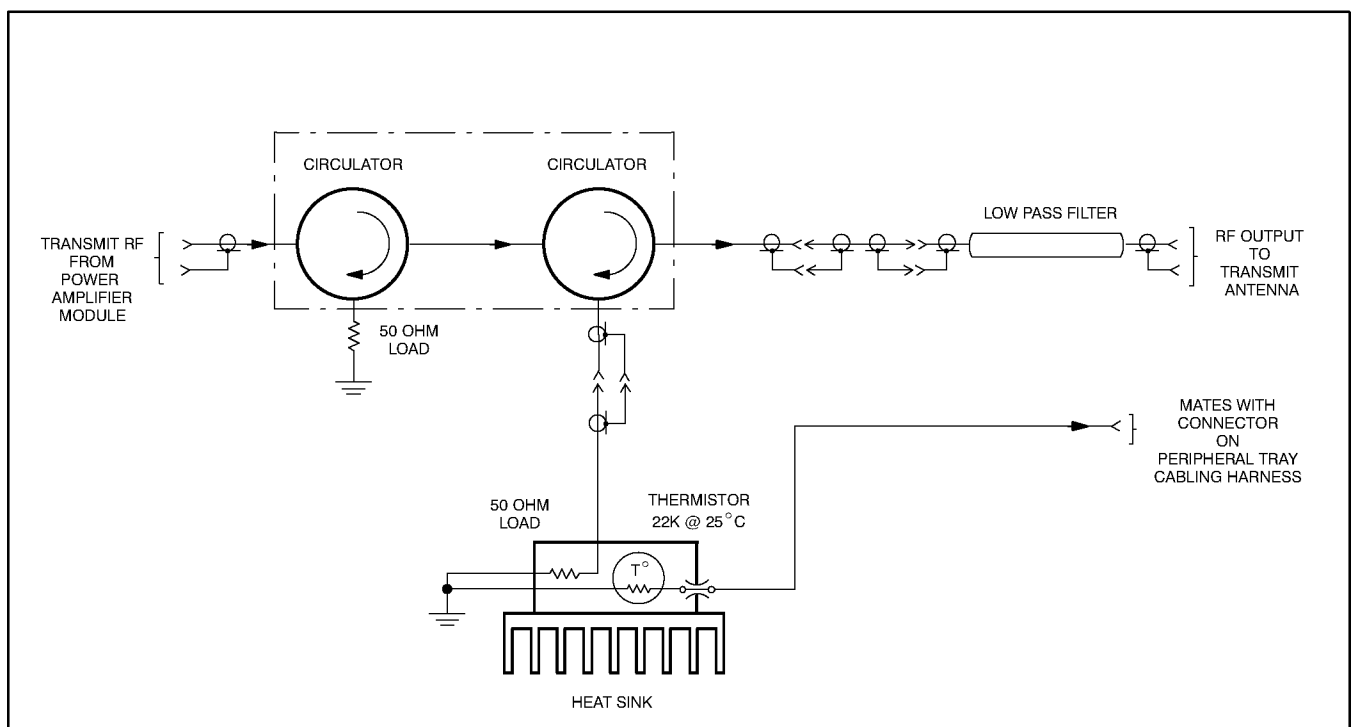 CIRCULATOR
CIRCULATOR
TRANSMIT RF
FROM
POWER
AMPLIFIER
MODULE
LOW PASS FILTER
RF OUTPUT
TO
TRANSMIT
ANTENNA
50 OHM
LOAD
MATES WITH
CONNECTOR
ON
PERIPHERAL TRAY
CABLING HARNESS
50 OHM
LOAD
THERMISTOR
22K @ 25°C
T°
HEAT SINK